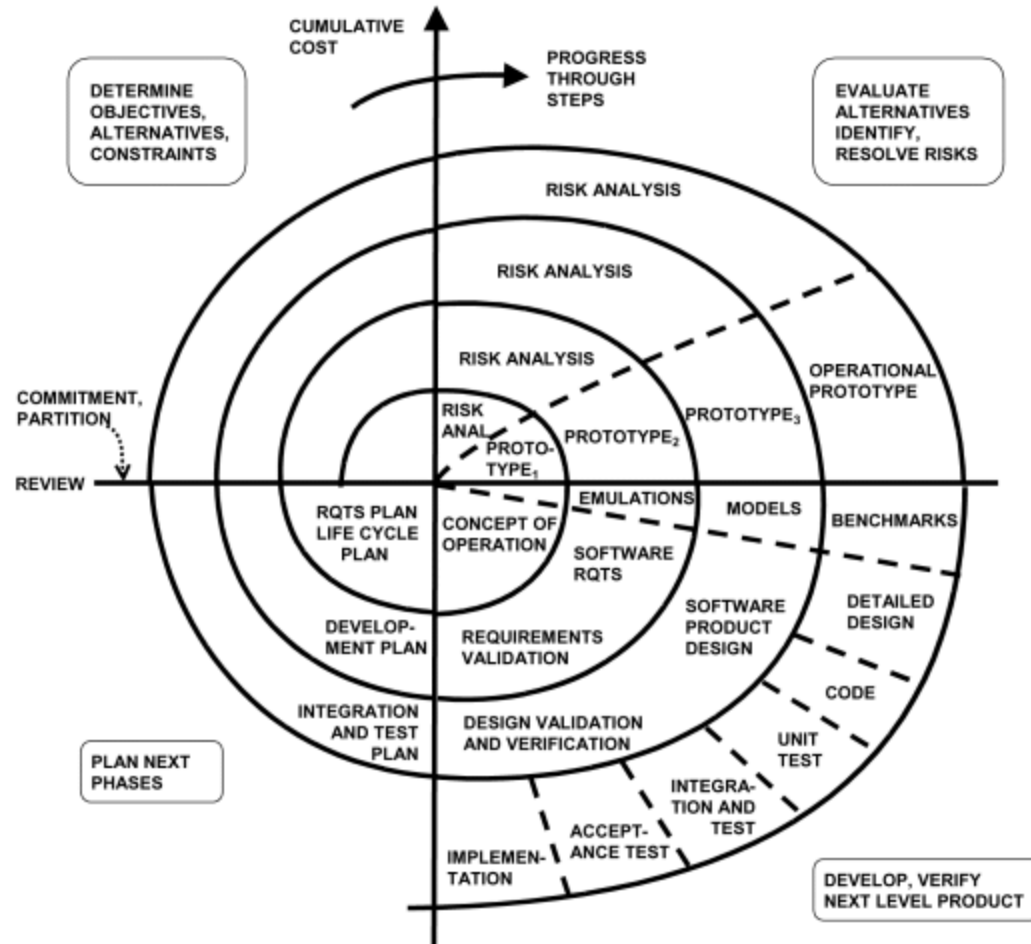 CUMULATIVE
COST
PROGRESS
THROUGH
STEPS
DETERMINE
OBJECTIVES,
ALTERNATIVES,
CONSTRAINTS
EVALUATE
ALTERNATIVES
IDENTIFY,
RESOLVE RISKS
RISK ANALYSIS
RISK ANALYSIS
RISK ANALYSIS
RISK
ANAL.
PROTO-
TYPE₁
PROTOTYPE₂
PROTOTYPE₃
OPERATIONAL
PROTOTYPE
COMMITMENT,
PARTITION
REVIEW
RQTS PLAN
LIFE CYCLE
PLAN
CONCEPT OF
OPERATION
EMULATIONS
MODELS
BENCHMARKS
SOFTWARE
RQTS
SOFTWARE
PRODUCT
DESIGN
DETAILED
DESIGN
DEVELOP-
MENT PLAN
REQUIREMENTS
VALIDATION
CODE
INTEGRATION
AND TEST
PLAN
DESIGN VALIDATION
AND VERIFICATION
UNIT
TEST
PLAN NEXT
PHASES
INTEGRA-
TION AND
TEST
ACCEPT-
ANCE TEST
IMPLEMEN-
TATION
DEVELOP, VERIFY
NEXT LEVEL PRODUCT